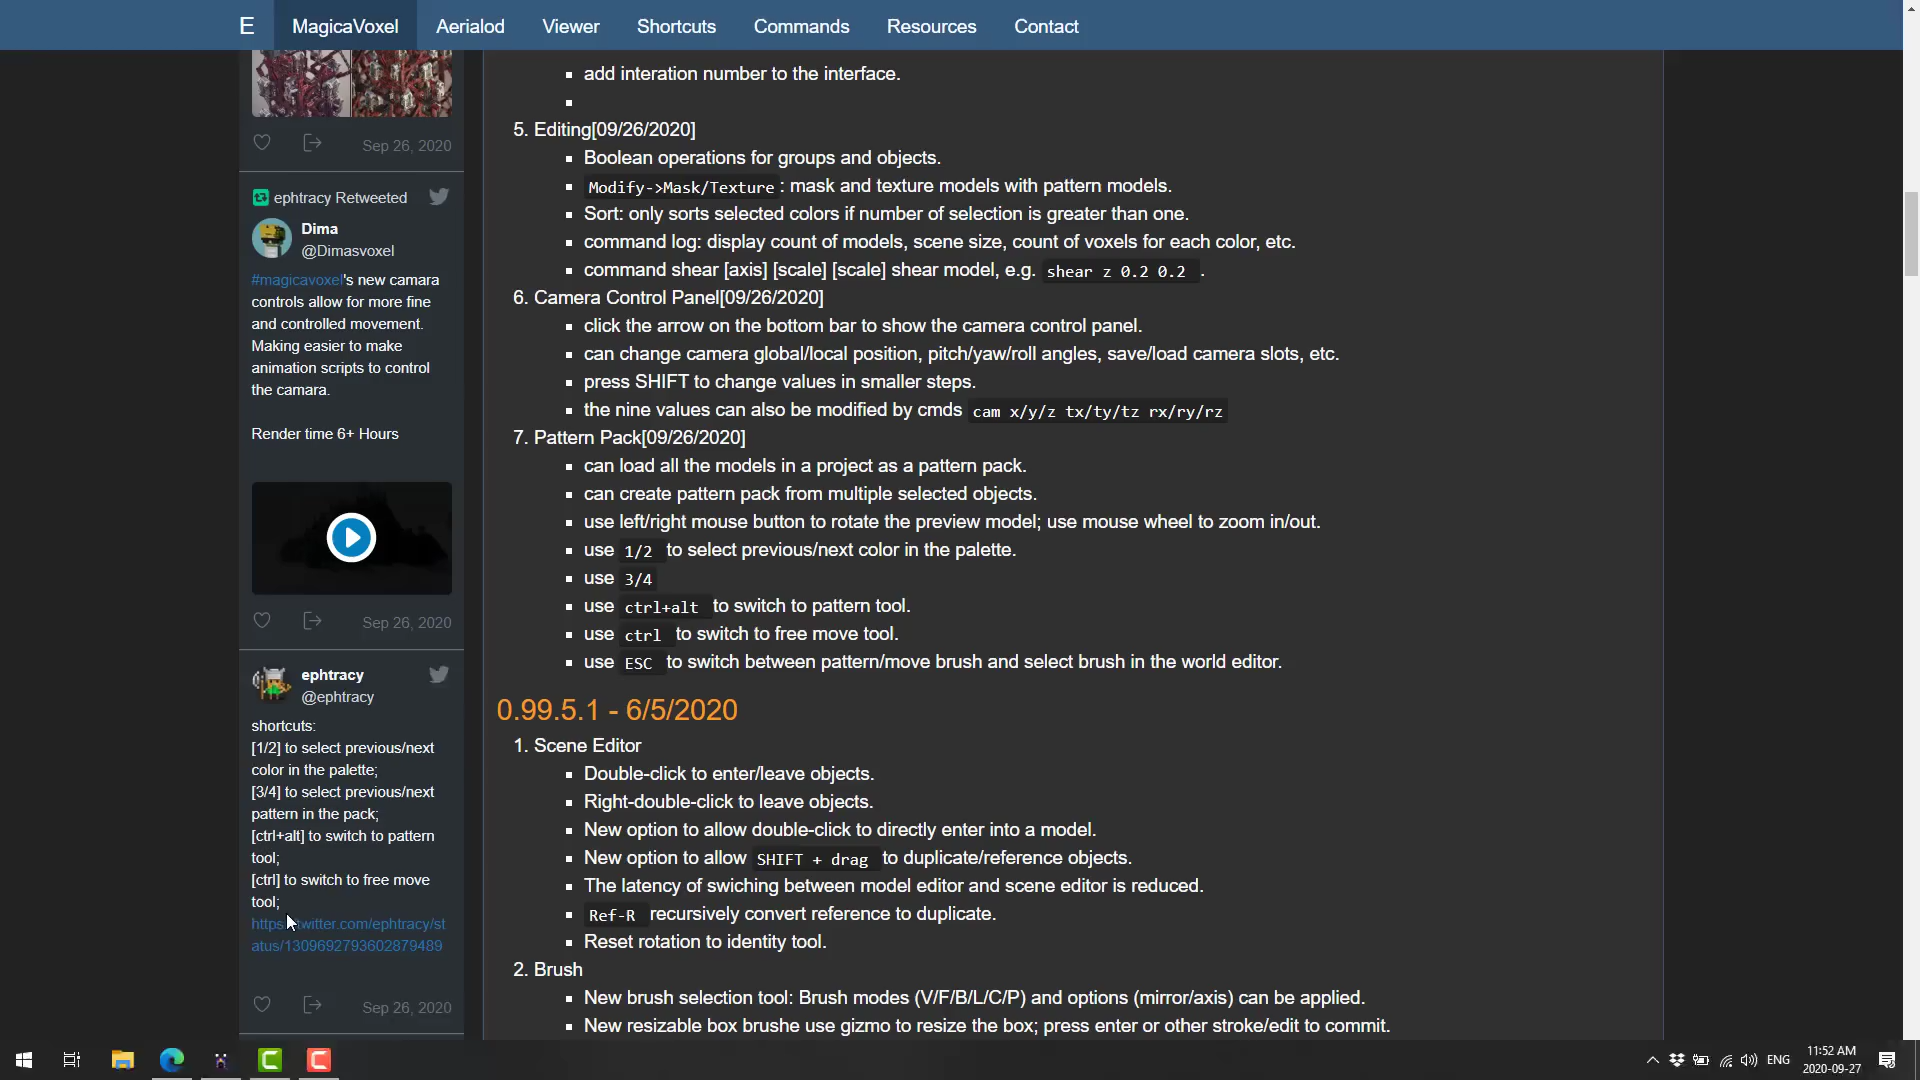 E MagicaVoxel Aerialod Viewer Shortcuts Commands Resources Contact
Sep 26, 2020
ephtracy Retweeted
Dima
@Dimasvoxel
#magicavoxel's new camara
controls allow for more fine
and controlled movement.
Making easier to make
animation scripts to control
the camara.
Render time 6+ Hours
Sep 26, 2020
ephtracy
@ephtracy
shortcuts:
[1/2] to select previous/next
color in the palette;
[3/4] to select previous/next
pattern in the pack;
[ctrl+alt] to switch to pattern
tool;
[ctrl] to switch to free move
tool;
https://twitter.com/ephtracy/st
atus/1309692793602879489
Sep 26, 2020
add interation number to the interface.
5. Editing[09/26/2020]
Boolean operations for groups and objects.
Modify->Mask/Texture : mask and texture models with pattern models.
Sort: only sorts selected colors if number of selection is greater than one.
command log: display count of models, scene size, count of voxels for each color, etc.
command shear [axis] [scale] [scale] shear model, e.g. shear z 0.2 0.2 .
6. Camera Control Panel[09/26/2020]
click the arrow on the bottom bar to show the camera control panel.
can change camera global/local position, pitch/yaw/roll angles, save/load camera slots, etc.
press SHIFT to change values in smaller steps.
the nine values can also be modified by cmds cam x/y/z tx/ty/tz rx/ry/rz
7. Pattern Pack[09/26/2020]
can load all the models in a project as a pattern pack.
can create pattern pack from multiple selected objects.
use left/right mouse button to rotate the preview model; use mouse wheel to zoom in/out.
use 1/2 to select previous/next color in the palette.
use 3/4
use ctrl+alt to switch to pattern tool.
use ctrl to switch to free move tool.
use ESC to switch between pattern/move brush and select brush in the world editor.
0.99.5.1 - 6/5/2020
1. Scene Editor
Double-click to enter/leave objects.
Right-double-click to leave objects.
New option to allow double-click to directly enter into a model.
New option to allow SHIFT + drag to duplicate/reference objects.
The latency of swiching between model editor and scene editor is reduced.
Ref-R recursively convert reference to duplicate.
Reset rotation to identity tool.
2. Brush
New brush selection tool: Brush modes (V/F/B/L/C/P) and options (mirror/axis) can be applied.
New resizable box brushe use gizmo to resize the box; press enter or other stroke/edit to commit.
ENG
11:52 AM
2020-09-27